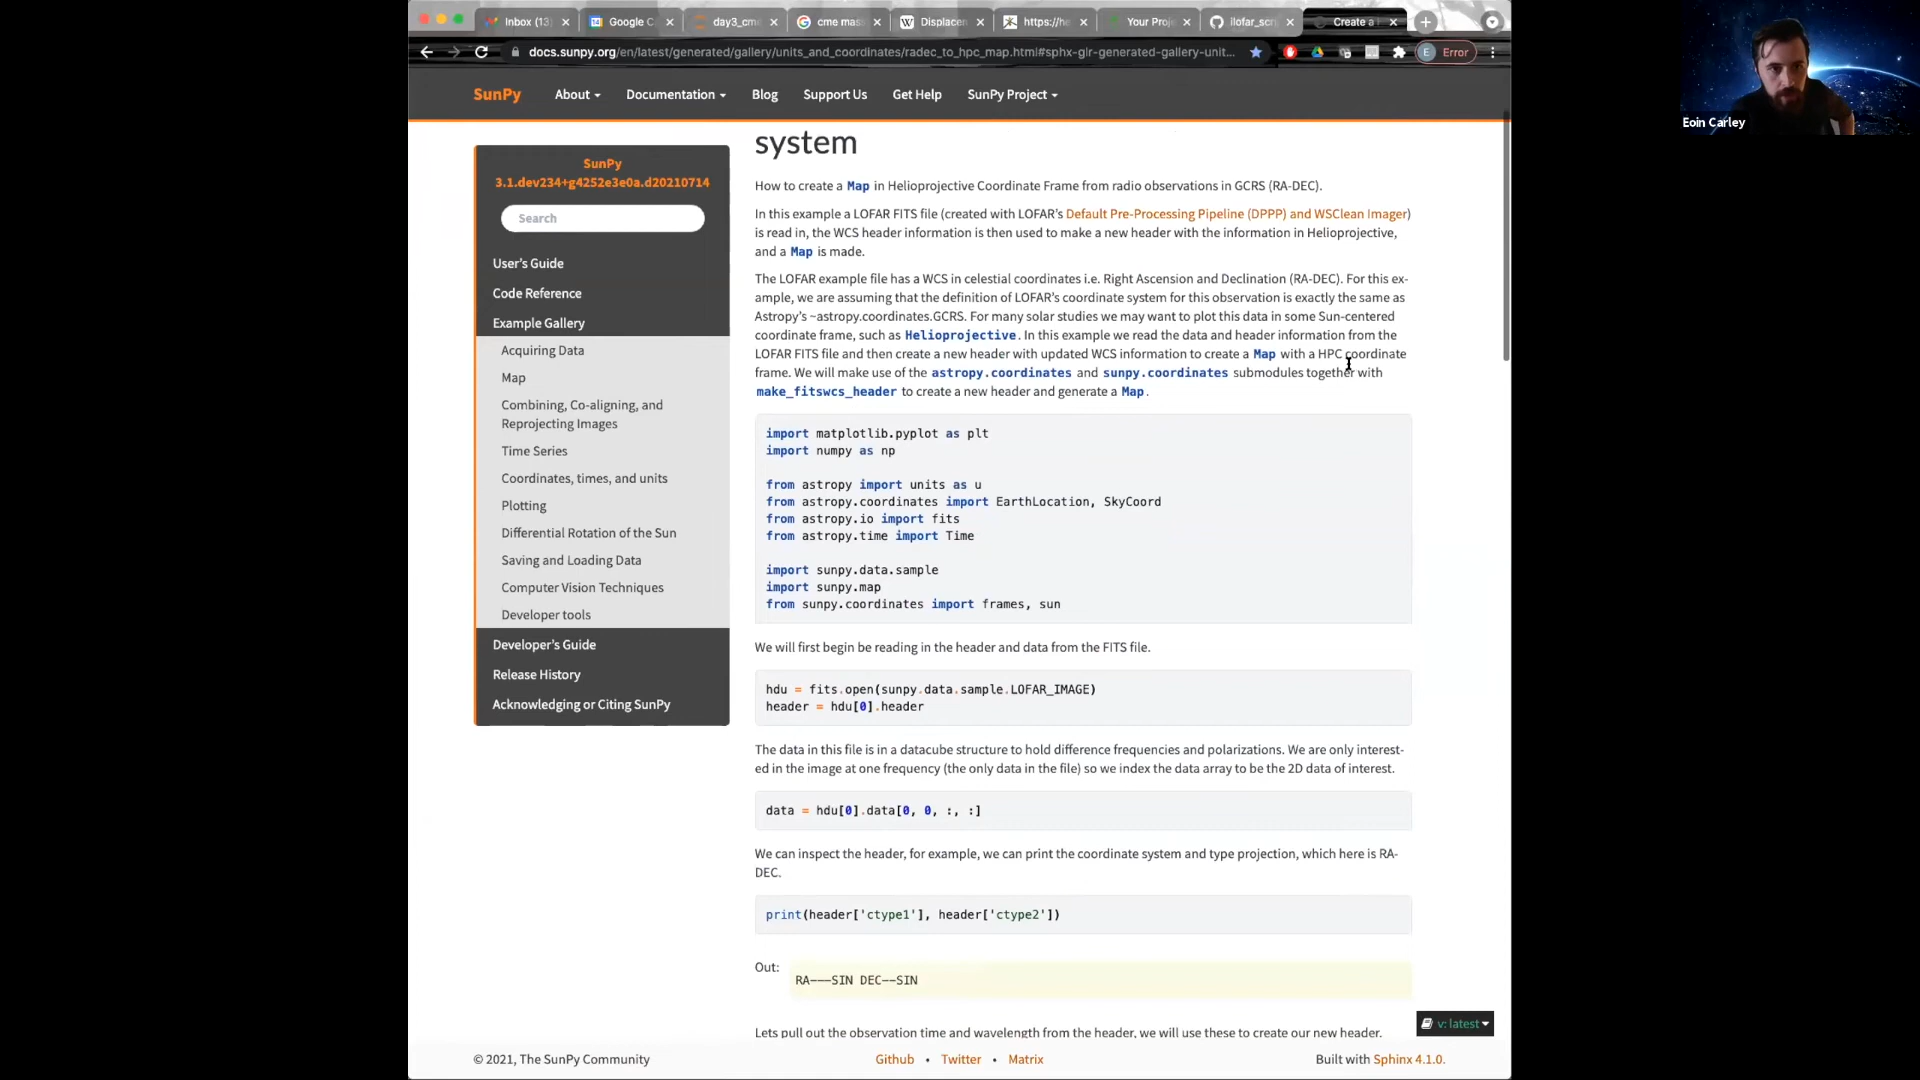 Inbox (13)
Google C
day3_cm
cme mas
Displacen
https://he
Your Proj
ilofar_scr
Create a
docs.sunpy.org/en/latest/generated/gallery/units_and_coordinates/radec_to_hpc_map.html#sphx-glr-generated-gallery-unit...
E
Error
SunPy
About
Documentation
Blog
Support Us
Get Help
SunPy Project
Eoin Carley
SunPy
3.1.dev234+g4252e3e0a.d20210714
Search
User's Guide
Code Reference
Example Gallery
Acquiring Data
Map
Combining, Co-aligning, and
Reprojecting Images
Time Series
Coordinates, times, and units
Plotting
Differential Rotation of the Sun
Saving and Loading Data
Computer Vision Techniques
Developer tools
Developer's Guide
Release History
Acknowledging or Citing SunPy
system
How to create a Map in Helioprojective Coordinate Frame from radio observations in GCRS (RA-DEC).
In this example a LOFAR FITS file (created with LOFAR's Default Pre-Processing Pipeline (DPPP) and WSClean Imager)
is read in, the WCS header information is then used to make a new header with the information in Helioprojective,
and a Map is made.
The LOFAR example file has a WCS in celestial coordinates i.e. Right Ascension and Declination (RA-DEC). For this ex-
ample, we are assuming that the definition of LOFAR's coordinate system for this observation is exactly the same as
Astropy's ~astropy.coordinates.GCRS. For many solar studies we may want to plot this data in some Sun-centered
coordinate frame, such as Helioprojective. In this example we read the data and header information from the
LOFAR FITS file and then create a new header with updated WCS information to create a Map with a HPC coordinate
frame. We will make use of the astropy.coordinates and sunpy.coordinates submodules together with
make_fitswcs_header to create a new header and generate a Map.
import matplotlib.pyplot as plt
import numpy as np
from astropy import units as u
from astropy.coordinates import EarthLocation, SkyCoord
from astropy.io import fits
from astropy.time import Time
import sunpy.data.sample
import sunpy.map
from sunpy.coordinates import frames, sun
We will first begin be reading in the header and data from the FITS file.
hdu = fits.open(sunpy.data.sample.LOFAR_IMAGE)
header = hdu[0].header
The data in this file is in a datacube structure to hold difference frequencies and polarizations. We are only interest-
ed in the image at one frequency (the only data in the file) so we index the data array to be the 2D data of interest.
data = hdu[0].data[0, 0, :, :]
We can inspect the header, for example, we can print the coordinate system and type projection, which here is RA-
DEC.
print(header['ctype1'], header['ctype2'])
Out:
RA---SIN DEC--SIN
Lets pull out the observation time and wavelength from the header, we will use these to create our new header.
v: latest
© 2021, The SunPy Community
Github • Twitter • Matrix
Built with Sphinx 4.1.0.